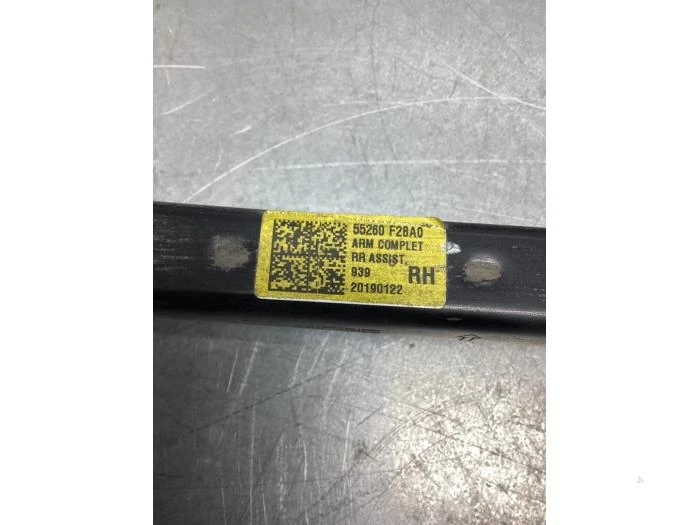 55260 F2BA0
ARM COMPLET
RR ASSIST,
939 RH
20190122